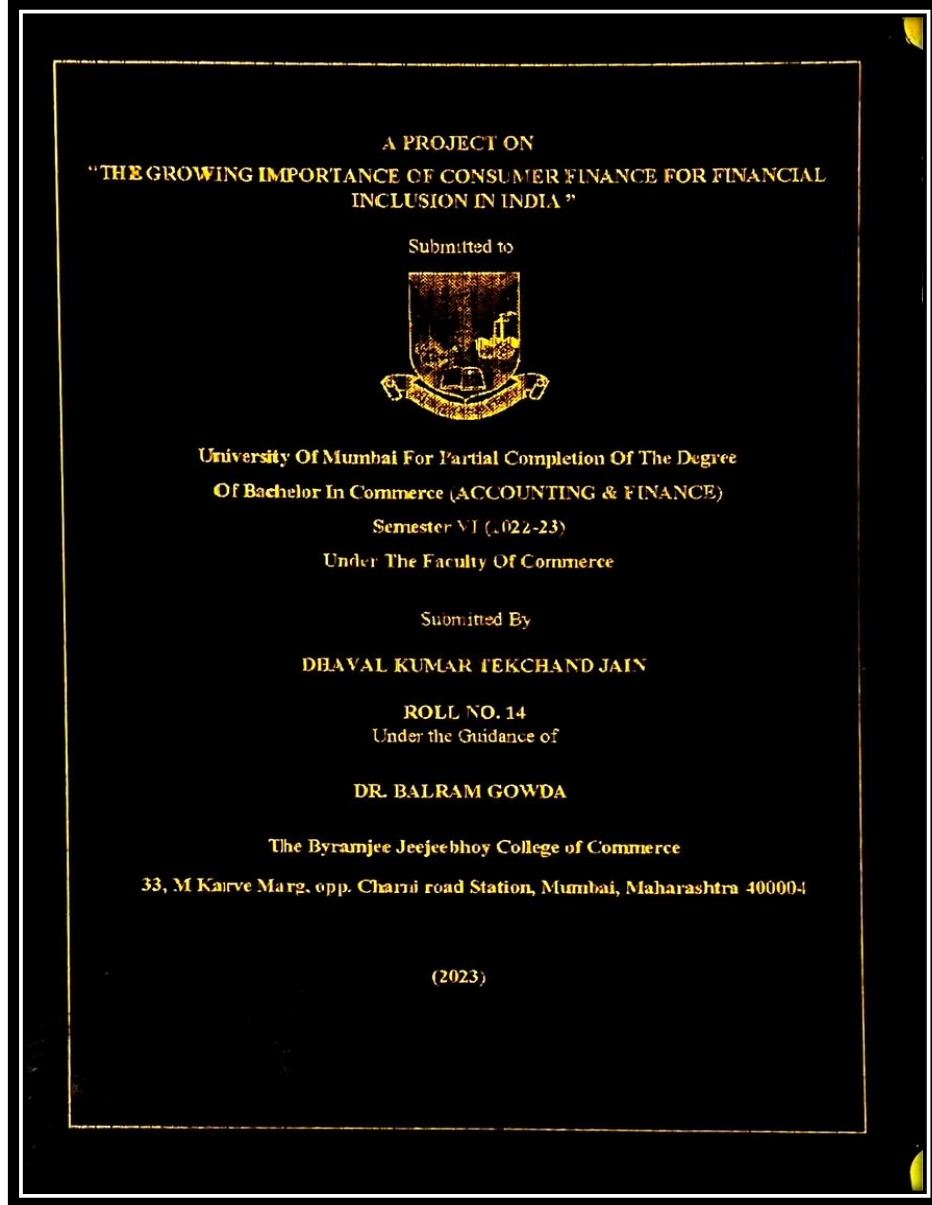 A PROJECT ON
"THE GROWING IMPORTANCE OF CONSUMER FINANCE FOR FINANCIAL
INCLUSION IN INDIA"
Submitted to
University Of Mumbai For Partial Completion Of The Degree
Of Bachelor In Commerce (ACCOUNTING & FINANCE)
Semester VI (2022-23)
Under The Faculty Of Commerce
Submitted By
DHAVAL KUMAR TEKCHAND JAIN
ROLL NO. 14
Under the Guidance of
DR. BALRAM GOWDA
The Byramjee Jeejeebhoy College of Commerce
33, M Karve Marg, opp. Charni road Station, Mumbai, Maharashtra 400004
(2023)